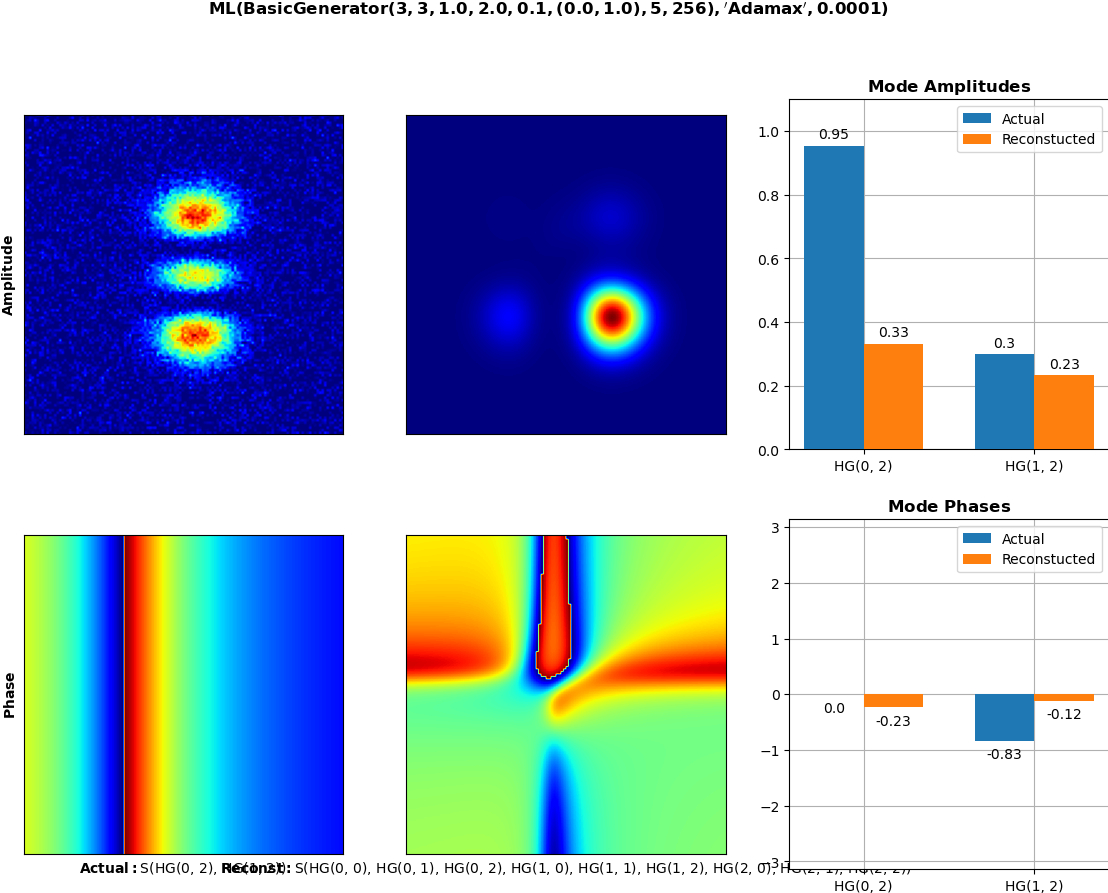 ML(BasicGenerator(3, 3, 1.0, 2.0, 0.1, (0.0, 1.0), 5, 256), 'Adamax', 0.0001)
Mode Amplitudes
Amplitude
1.0
0.8
0.6
0.4
0.2
0.0
Actual
Reconstucted
0.95
0.33
0.3
0.23
HG(0, 2)
HG(1, 2)
Mode Phases
Phase
3
2
1
0
−1
−2
−3
Actual
Reconstucted
0.0
-0.23
-0.83
-0.12
HG(0, 2)
HG(1, 2)
Actual: S(HG(0, 2), HG(1, 2))
Reconst: S(HG(0, 0), HG(0, 1), HG(0, 2), HG(1, 0), HG(1, 1), HG(1, 2), HG(2, 0), HG(2, 1), HG(2, 2))